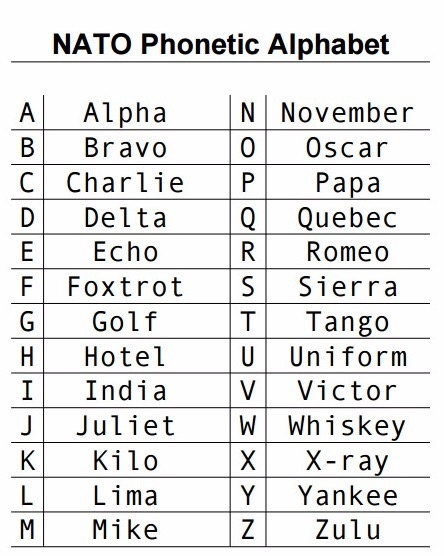 NATO Phonetic Alphabet
A Alpha N November
B Bravo O Oscar
C Charlie P Papa
D Delta Q Quebec
E Echo R Romeo
F Foxtrot S Sierra
G Golf T Tango
H Hotel U Uniform
I India V Victor
J Juliet W Whiskey
K Kilo X X-ray
L Lima Y Yankee
M Mike Z Zulu